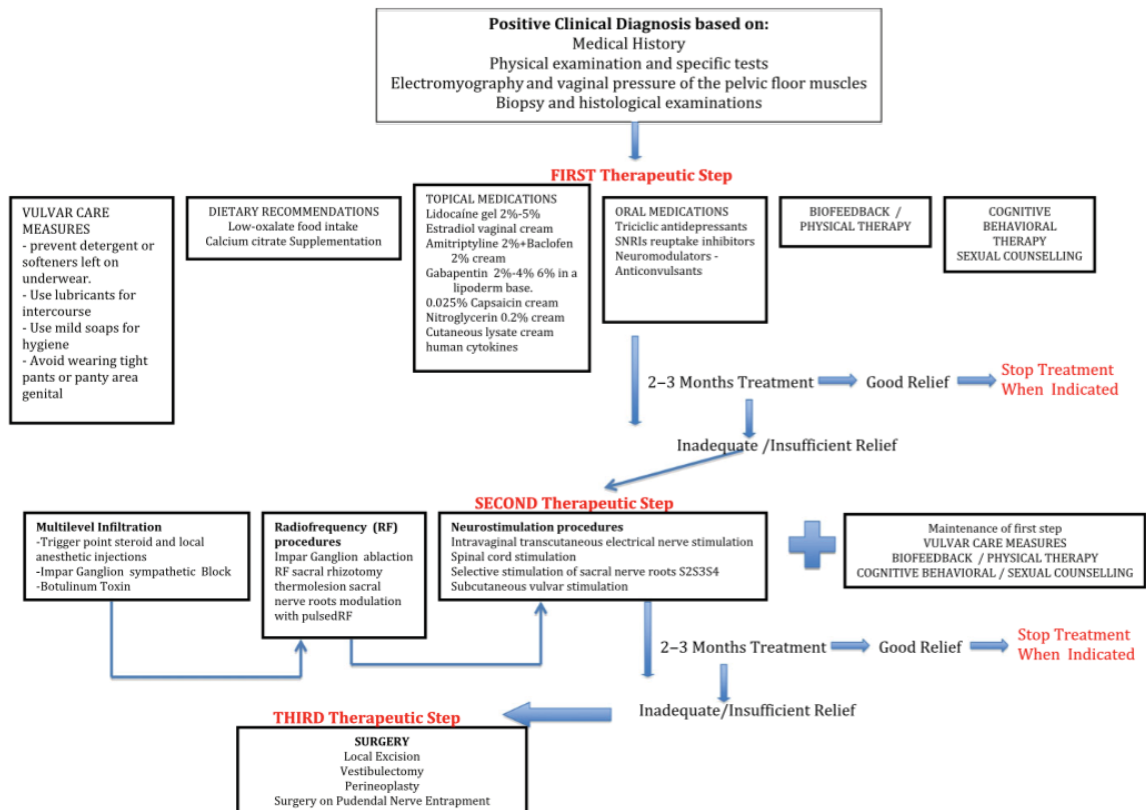 Positive Clinical Diagnosis based on:
Medical History
Physical examination and specific tests
Electromyography and vaginal pressure of the pelvic floor muscles
Biopsy and histological examinations
FIRST Therapeutic Step
VULVAR CARE
MEASURES
- prevent detergent or
softeners left on
underwear.
- Use lubricants for
intercourse
- Use mild soaps for
hygiene
- Avoid wearing tight
pants or panty area
genital
DIETARY RECOMMENDATIONS
Low-oxalate food intake
Calcium citrate Supplementation
TOPICAL MEDICATIONS
Lidocaíne gel 2%-5%
Estradiol vaginal cream
Amitriptyline 2%+Baclofen
2% cream
Gabapentin 2%-4% 6% in a
lipoderm base.
0.025% Capsaicin cream
Nitroglycerin 0.2% cream
Cutaneous lysate cream
human cytokines
ORAL MEDICATIONS
Triciclic antidepressants
SNRIs reuptake inhibitors
Neuromodulators -
Anticonvulsants
BIOFEEDBACK /
PHYSICAL THERAPY
COGNITIVE
BEHAVIORAL
THERAPY
SEXUAL COUNSELLING
2–3 Months Treatment
Good Relief
Stop Treatment
When Indicated
Inadequate /Insufficient Relief
SECOND Therapeutic Step
Multilevel Infiltration
-Trigger point steroid and local
anesthetic injections
-Impar Ganglion sympathetic Block
-Botulinum Toxin
Radiofrequency (RF)
procedures
Impar Ganglion ablaction
RF sacral rhizotomy
thermolesion sacral
nerve roots modulation
with pulsedRF
Neurostimulation procedures
Intravaginal transcutaneous electrical nerve stimulation
Spinal cord stimulation
Selective stimulation of sacral nerve roots S2S3S4
Subcutaneous vulvar stimulation
Maintenance of first step
VULVAR CARE MEASURES
BIOFEEDBACK / PHYSICAL THERAPY
COGNITIVE BEHAVIORAL / SEXUAL COUNSELLING
2–3 Months Treatment
Good Relief
Stop Treatment
When Indicated
Inadequate/Insufficient Relief
THIRD Therapeutic Step
SURGERY
Local Excision
Vestibulectomy
Perineoplasty
Surgery on Pudendal Nerve Entrapment